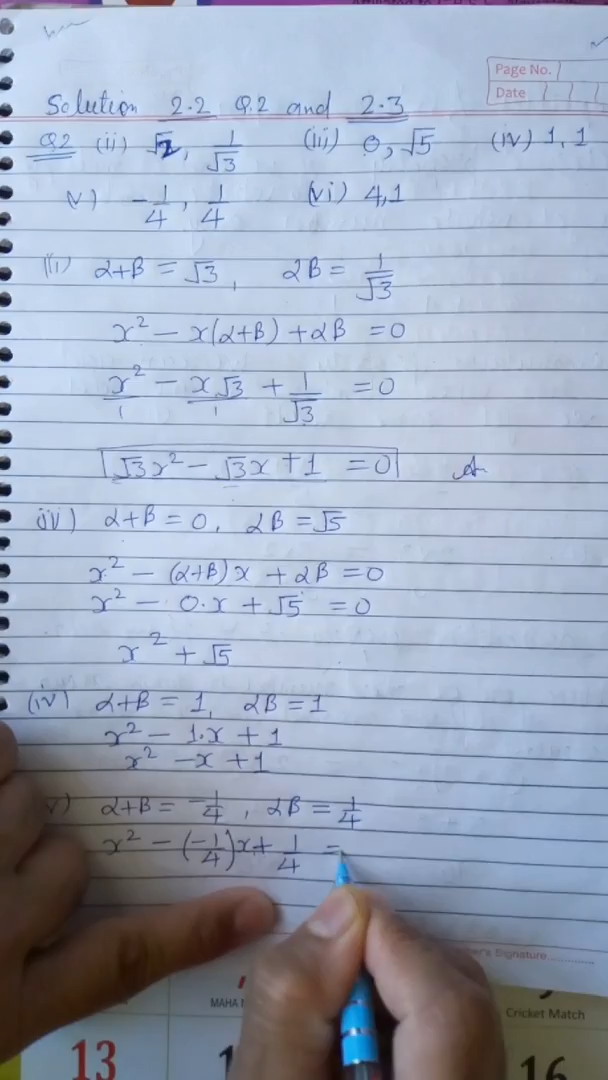 Page No.
Date
Solution 2.2 Q.2 and 2.3
Q2 (ii) √2, 1/√3 (iii) 0, √5 (iv) 1, 1
v) -1/4, 1/4 (vi) 4,1
(ii) α+β = √3, αβ = 1/√3
x² - x(α+β) + αβ = 0
x²/1 - x√3/1 + 1/√3 = 0
√3x² - √3x + 1 = 0
α+β = 0, αβ = √5
x² - (α+β)x + αβ = 0
x² - 0.x + √5 = 0
x² + √5
(iv) α+β = 1, αβ = 1
x² - 1.x + 1
x² - x + 1
v) α+β = -1/4, αβ = 1/4
x² - (-1/4)x + 1/4 =
's Signature
MAHA
Cricket Match
13
16